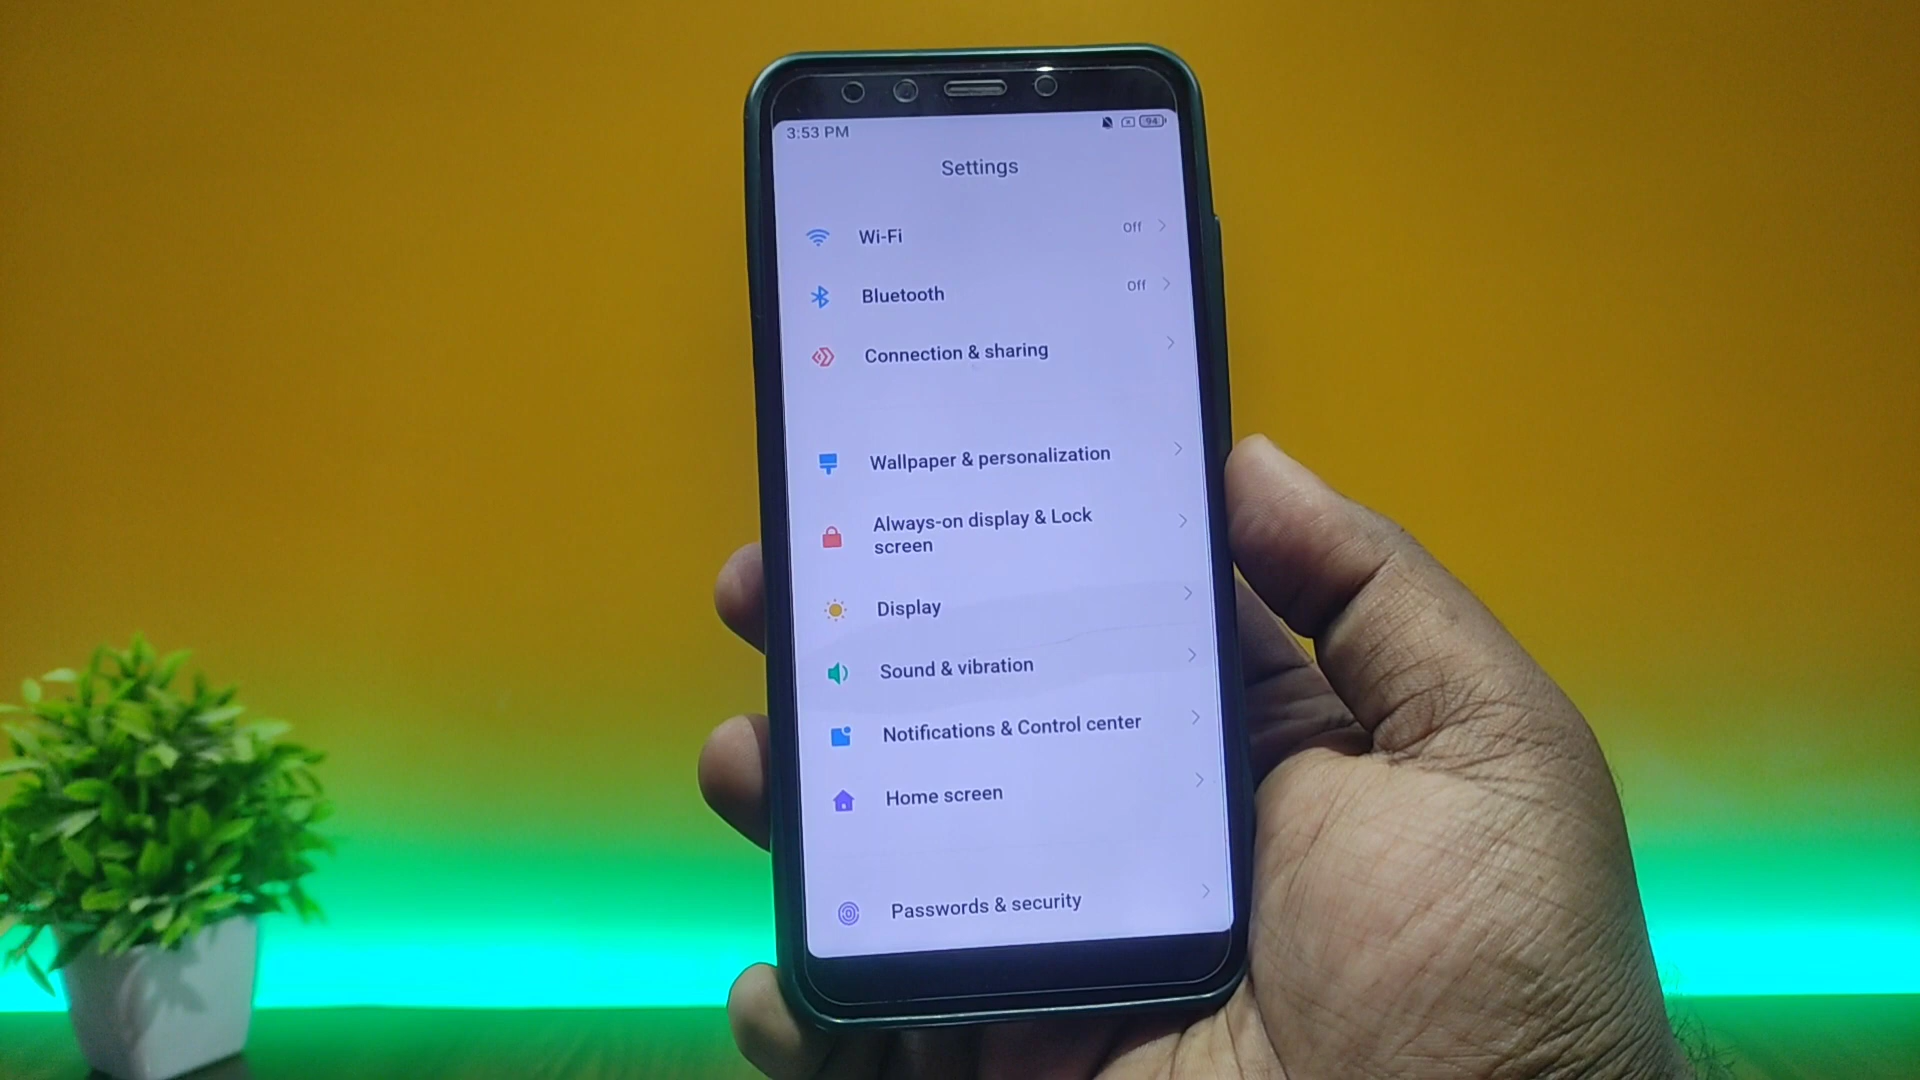 3:53 PM
94
Settings
Wi-Fi
Off
Bluetooth
Off
Connection & sharing
Wallpaper & personalization
Always-on display & Lock
screen
Display
Sound & vibration
Notifications & Control center
Home screen
Passwords & security